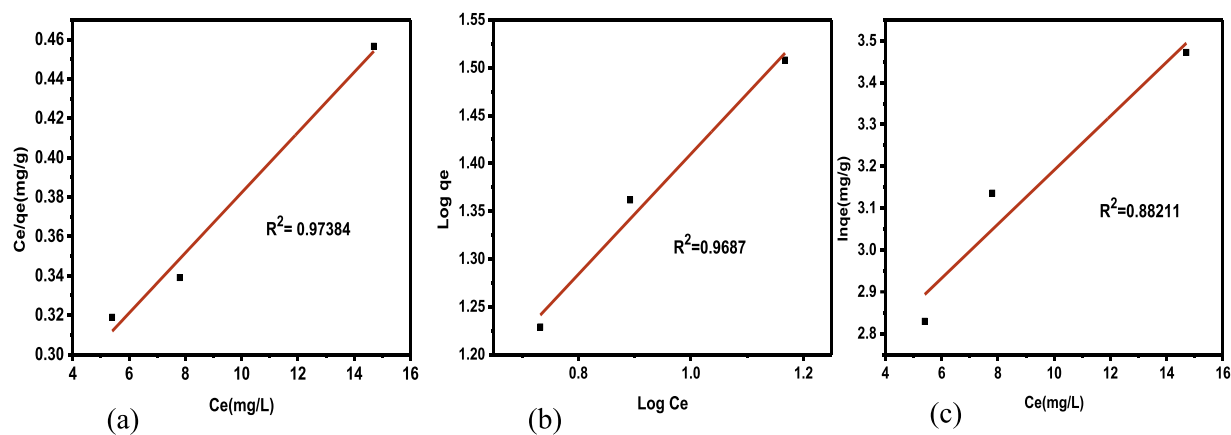 0.46
0.44
0.42
0.40
0.38
0.36
0.34
0.32
0.30
Ce/qe(mg/g)
R2= 0.97384
4 6 8 10 12 14 16
Ce(mg/L)
(a)
1.50
1.45
1.40
1.35
1.30
1.25
1.20
Log qe
R2=0.9687
0.8 1.0 1.2
Log Ce
(b)
3.5
3.4
3.3
3.2
3.1
3.0
2.9
2.8
lnqe(mg/g)
R2=0.88211
4 6 8 10 12 14 16
Ce(mg/L)
(c)